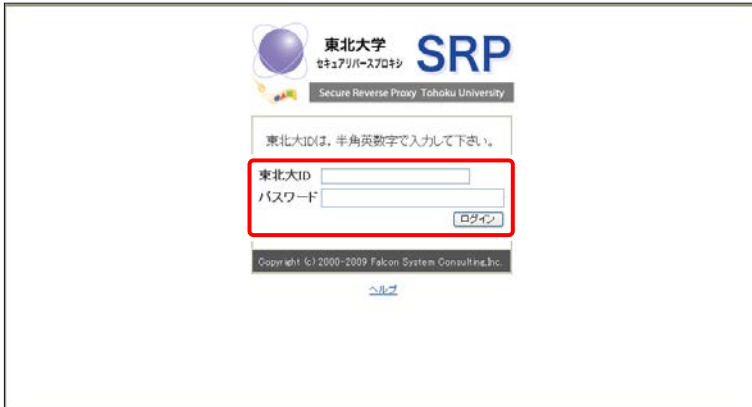 東北大学
セキュアリバースプロキシ
SRP
Secure Reverse Proxy Tohoku University
東北大IDは、半角英数字で入力して下さい。
東北大ID
パスワード
ログイン
Copyright (c) 2000-2009 Falcon System Consulting,Inc.
ヘルプ